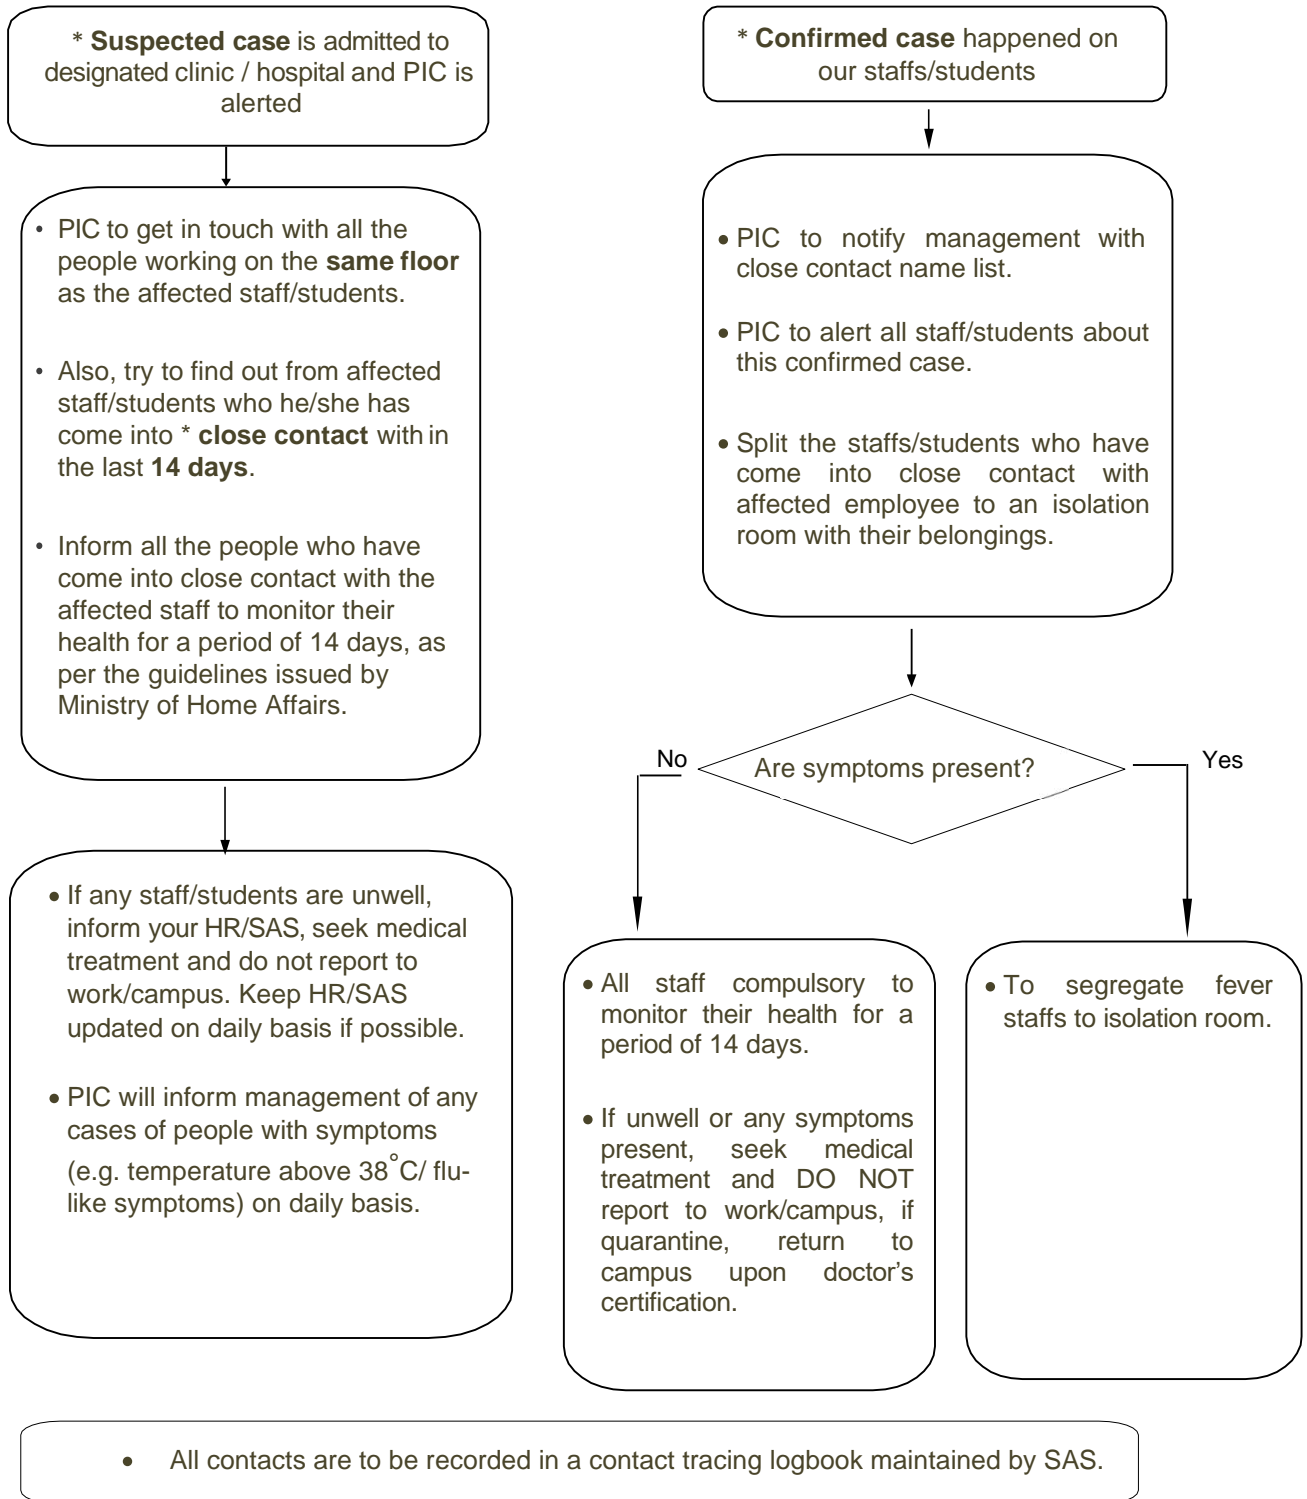 * Suspected case is admitted to
designated clinic / hospital and PIC is
alerted
• PIC to get in touch with all the
people working on the same floor
as the affected staff/students.
• Also, try to find out from affected
staff/students who he/she has
come into * close contact with in
the last 14 days.
• Inform all the people who have
come into close contact with the
affected staff to monitor their
health for a period of 14 days, as
per the guidelines issued by
Ministry of Home Affairs.
• If any staff/students are unwell,
inform your HR/SAS, seek medical
treatment and do not report to
work/campus. Keep HR/SAS
updated on daily basis if possible.
• PIC will inform management of any
cases of people with symptoms
(e.g. temperature above 38°C/ flu-
like symptoms) on daily basis.
* Confirmed case happened on
our staffs/students
• PIC to notify management with
close contact name list.
• PIC to alert all staff/students about
this confirmed case.
• Split the staffs/students who have
come into close contact with
affected employee to an isolation
room with their belongings.
Are symptoms present?
No
Yes
• All staff compulsory to
monitor their health for a
period of 14 days.
• If unwell or any symptoms
present, seek medical
treatment and DO NOT
report to work/campus, if
quarantine, return to
campus upon doctor’s
certification.
• To segregate fever
staffs to isolation room.
• All contacts are to be recorded in a contact tracing logbook maintained by SAS.